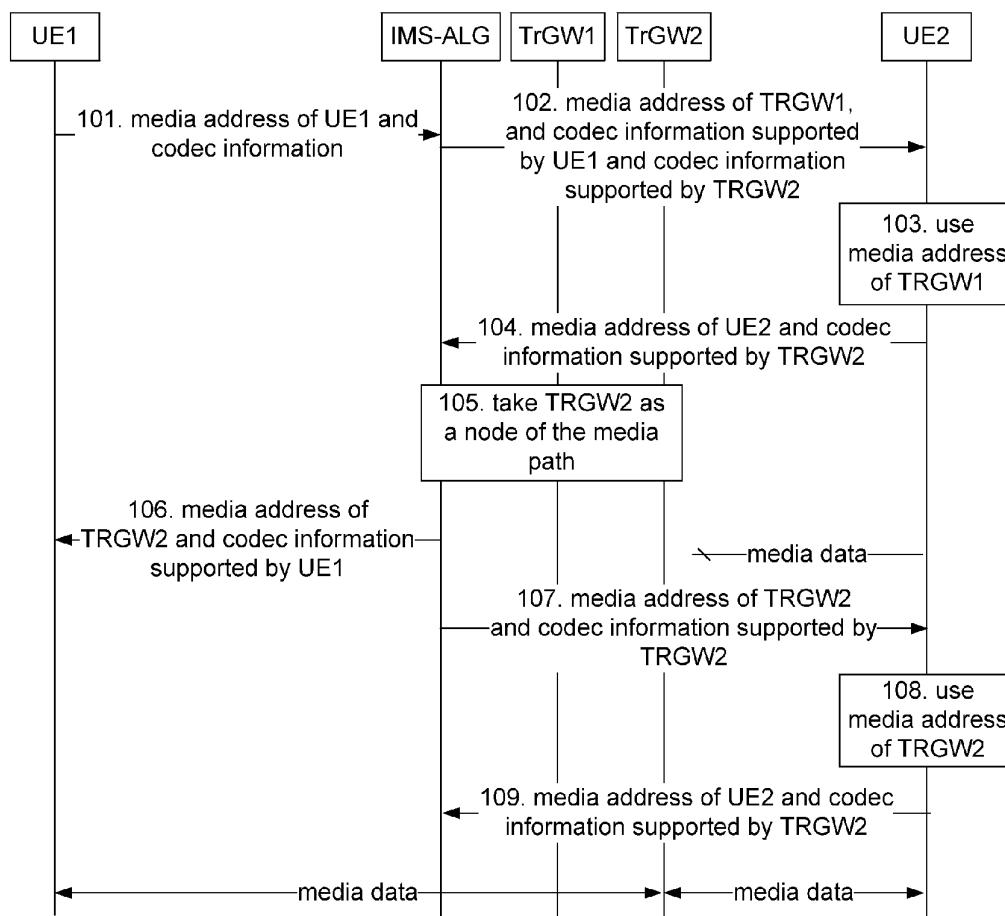 UE1
IMS-ALG
TrGW1
TrGW2
UE2
101. media address of UE1 and
codec information
102. media address of TRGW1,
and codec information supported
by UE1 and codec information
supported by TRGW2
103. use
media address
of TRGW1
104. media address of UE2 and codec
information supported by TRGW2
105. take TRGW2 as
a node of the media
path
106. media address of
TRGW2 and codec information
supported by UE1
media data
107. media address of TRGW2
and codec information supported by
TRGW2
108. use
media address
of TRGW2
109. media address of UE2 and codec
information supported by TRGW2
media data
media data